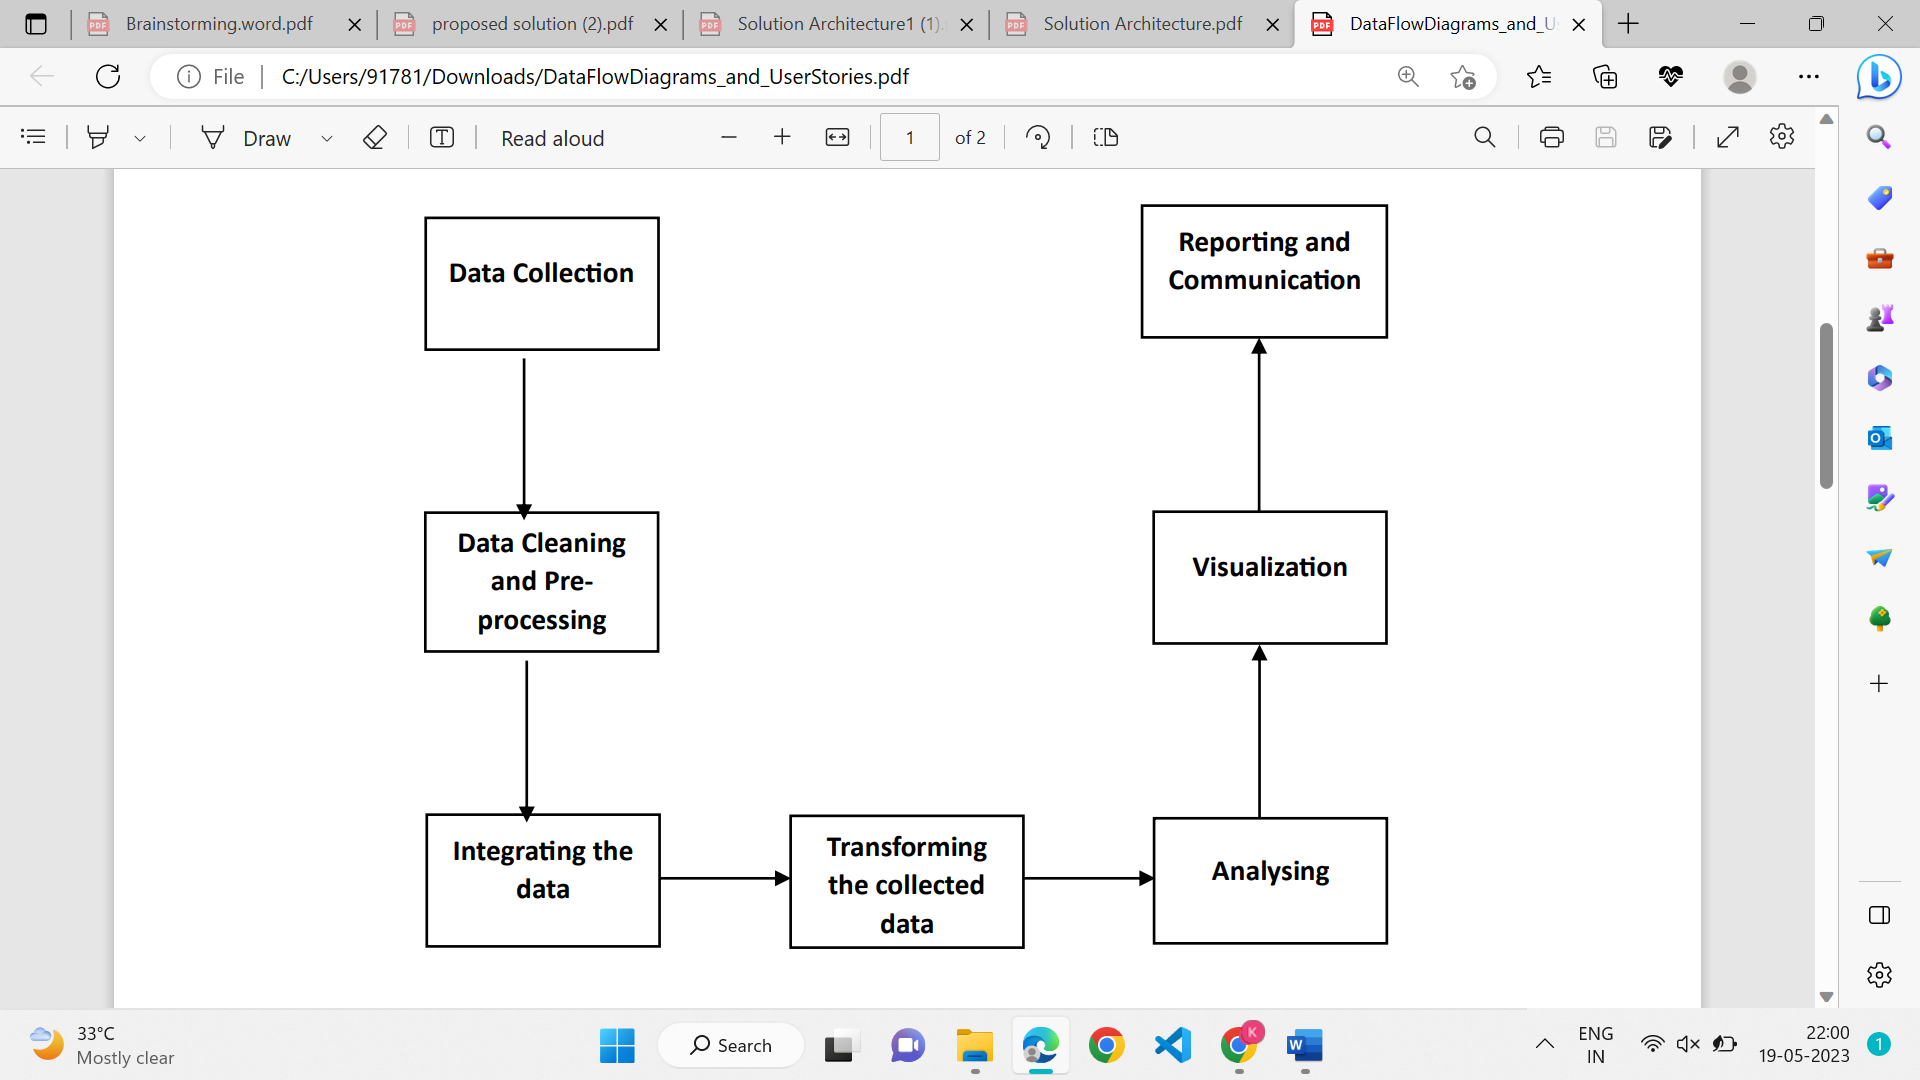 Brainstorming.word.pdf
proposed solution (2).pdf
Solution Architecture1 (1).
Solution Architecture.pdf
DataFlowDiagrams_and_U
File
C:/Users/91781/Downloads/DataFlowDiagrams_and_UserStories.pdf
Draw
Read aloud
1
of 2
Data Collection
Reporting and
Communication
Data Cleaning
and Pre-
processing
Visualization
Integrating the
data
Transforming
the collected
data
Analysing
33°C
Mostly clear
Search
K
ENG
IN
22:00
19-05-2023
1